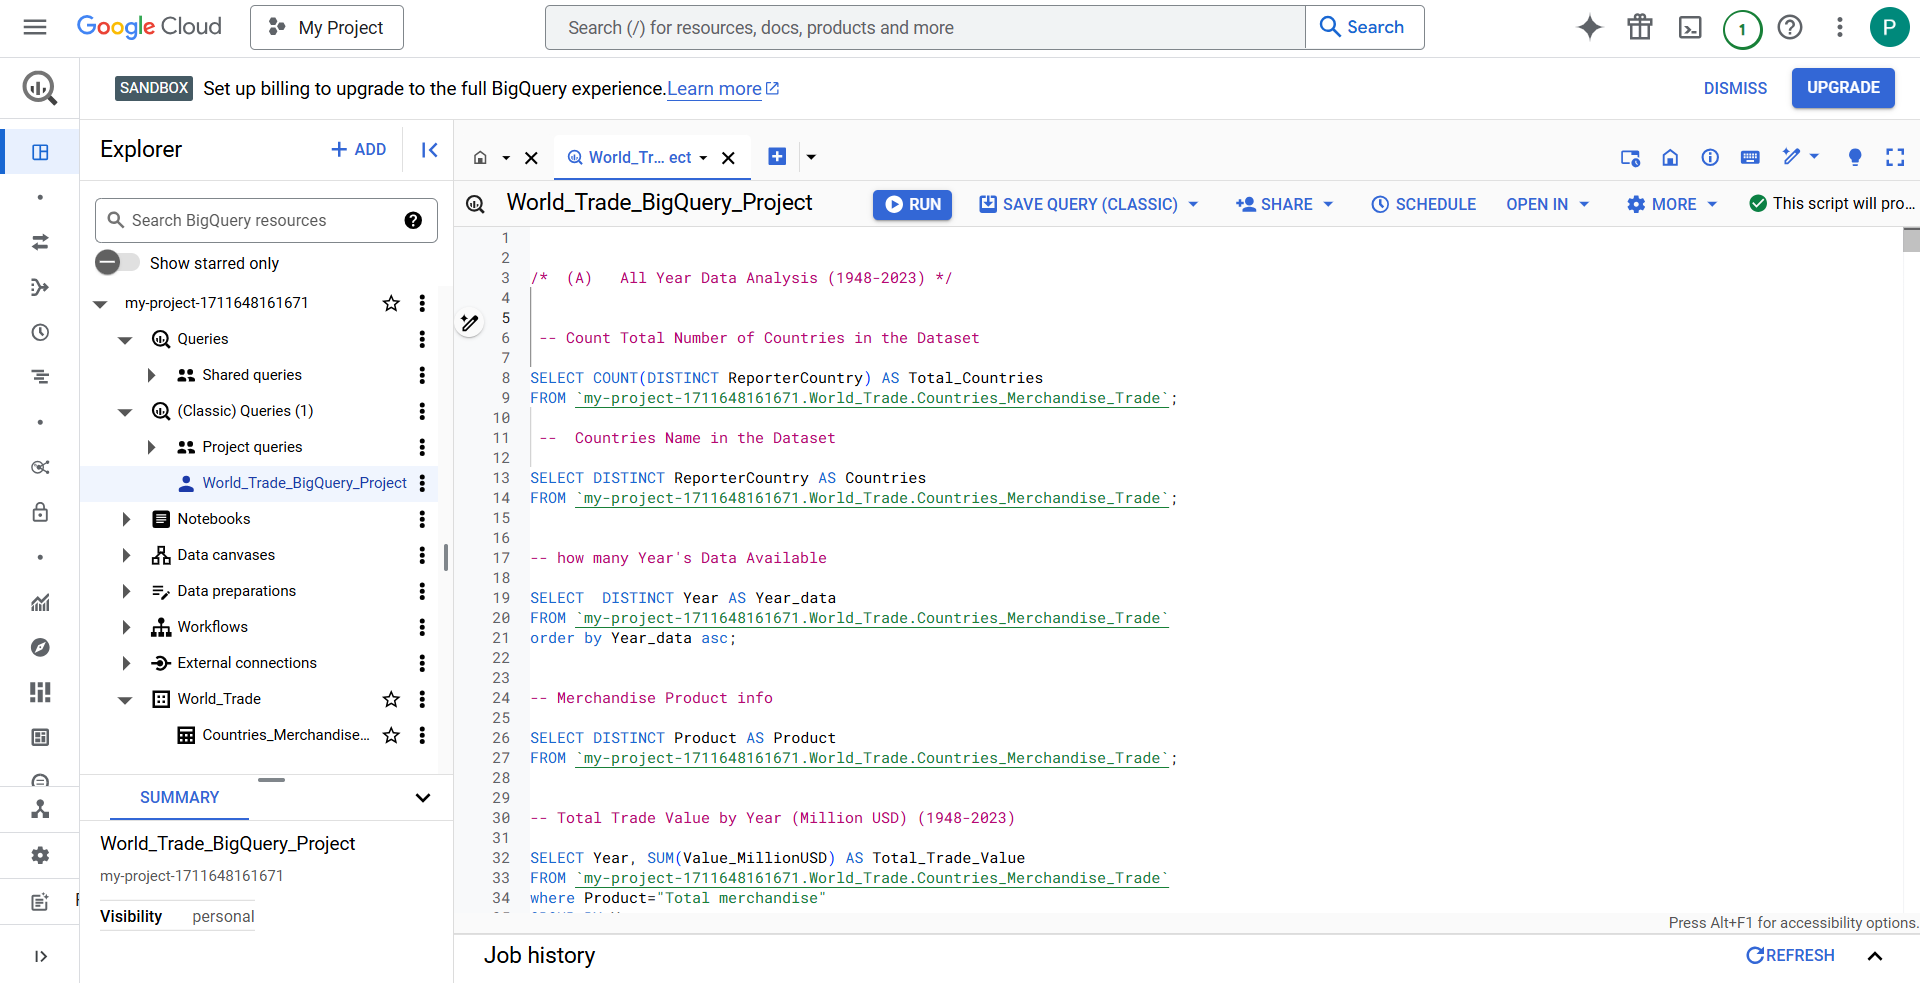 Google Cloud
My Project
Search (/) for resources, docs, products and more
Search
1
P
SANDBOX Set up billing to upgrade to the full BigQuery experience. Learn more
DISMISS
UPGRADE
Explorer
+ ADD
World_Tr... ect
Search BigQuery resources
Show starred only
my-project-1711648161671
Queries
Shared queries
(Classic) Queries (1)
Project queries
World_Trade_BigQuery_Project
Notebooks
Data canvases
Data preparations
Workflows
External connections
World_Trade
Countries_Merchandise...
SUMMARY
World_Trade_BigQuery_Project
my-project-1711648161671
Visibility personal
World_Trade_BigQuery_Project
RUN
SAVE QUERY (CLASSIC)
SHARE
SCHEDULE
OPEN IN
MORE
This script will pro...
1
2
3 /*  (A)   All Year Data Analysis (1948-2023) */
4
5
6 -- Count Total Number of Countries in the Dataset
7
8 SELECT COUNT(DISTINCT ReporterCountry) AS Total_Countries
9 FROM `my-project-1711648161671.World_Trade.Countries_Merchandise_Trade`;
10
11 --  Countries Name in the Dataset
12
13 SELECT DISTINCT ReporterCountry AS Countries
14 FROM `my-project-1711648161671.World_Trade.Countries_Merchandise_Trade`;
15
16
17 -- how many Year's Data Available
18
19 SELECT  DISTINCT Year AS Year_data
20 FROM `my-project-1711648161671.World_Trade.Countries_Merchandise_Trade`
21 order by Year_data asc;
22
23
24 -- Merchandise Product info
25
26 SELECT DISTINCT Product AS Product
27 FROM `my-project-1711648161671.World_Trade.Countries_Merchandise_Trade`;
28
29
30 -- Total Trade Value by Year (Million USD) (1948-2023)
31
32 SELECT Year, SUM(Value_MillionUSD) AS Total_Trade_Value
33 FROM `my-project-1711648161671.World_Trade.Countries_Merchandise_Trade`
34 where Product="Total merchandise"
Press Alt+F1 for accessibility options.
Job history
REFRESH